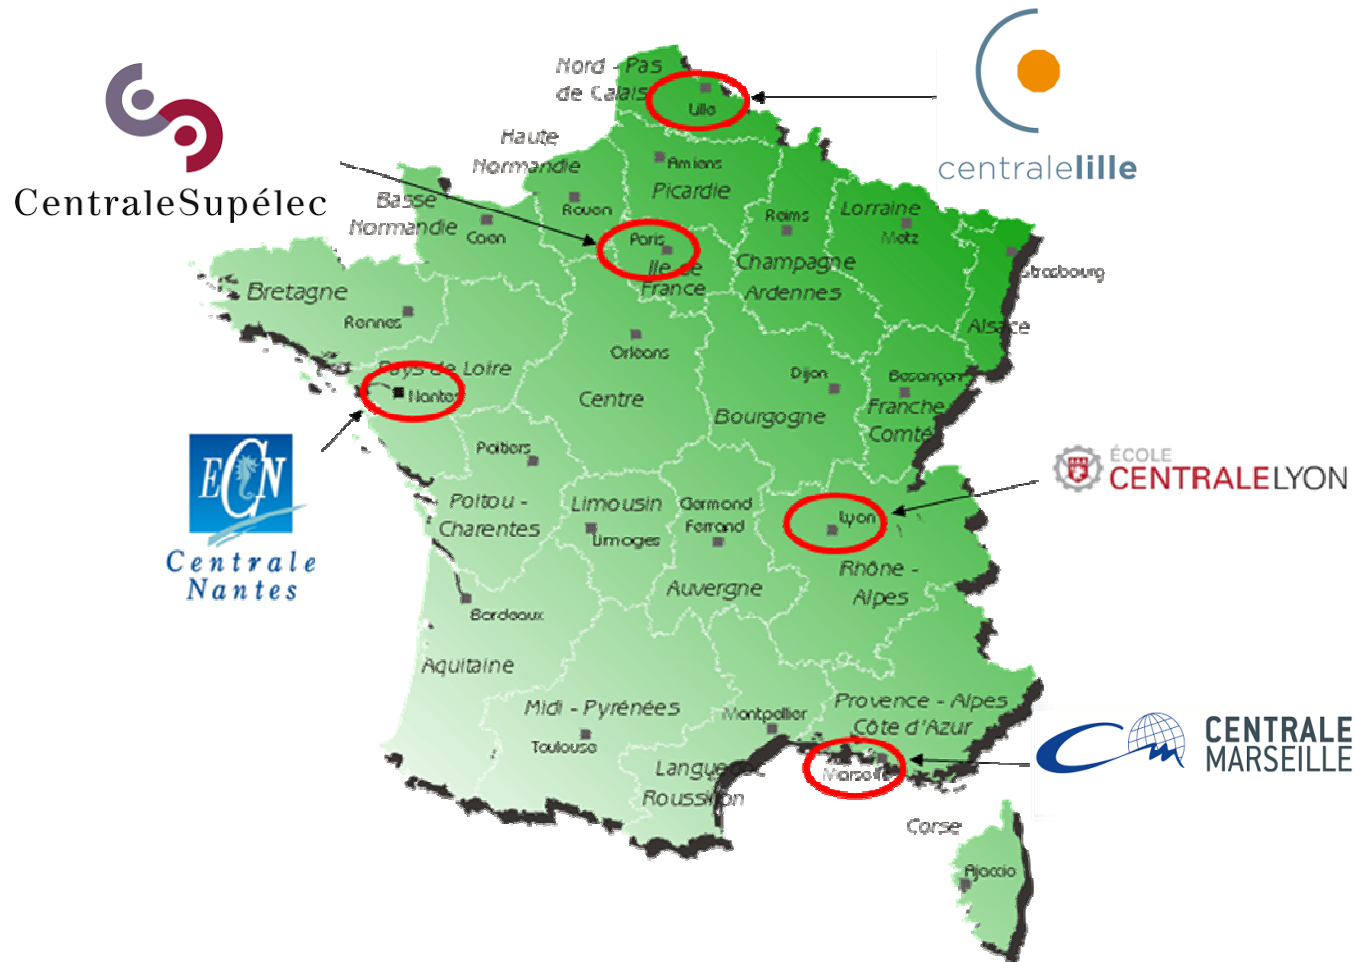 Nord - Pas
de Calais
Lille
centralelille
CentraleSupélec
Haute
Normandie
Amiens
Picardie
Basse
Normandie
Caen
Rouen
Paris
Ile de
France
Reims
Champagne
Ardennes
Lorraine
Metz
Strasbourg
Alsace
Bretagne
Rennes
Orléans
Centre
Pays de Loire
Nantes
Dijon
Bourgogne
Besançon
Franche
Comté
ECN
Centrale
Nantes
Poitiers
Poitou -
Charentes
Limousin
Limoges
Germond
Ferrand
Auvergne
Lyon
Rhône -
Alpes
ÉCOLE
CENTRALELYON
Bordeaux
Aquitaine
Midi - Pyrénées
Toulouse
Montpellier
Languedoc
Roussillon
Provence - Alpes
Côte d'Azur
Marseille
CENTRALE
MARSEILLE
Corse
Ajaccio